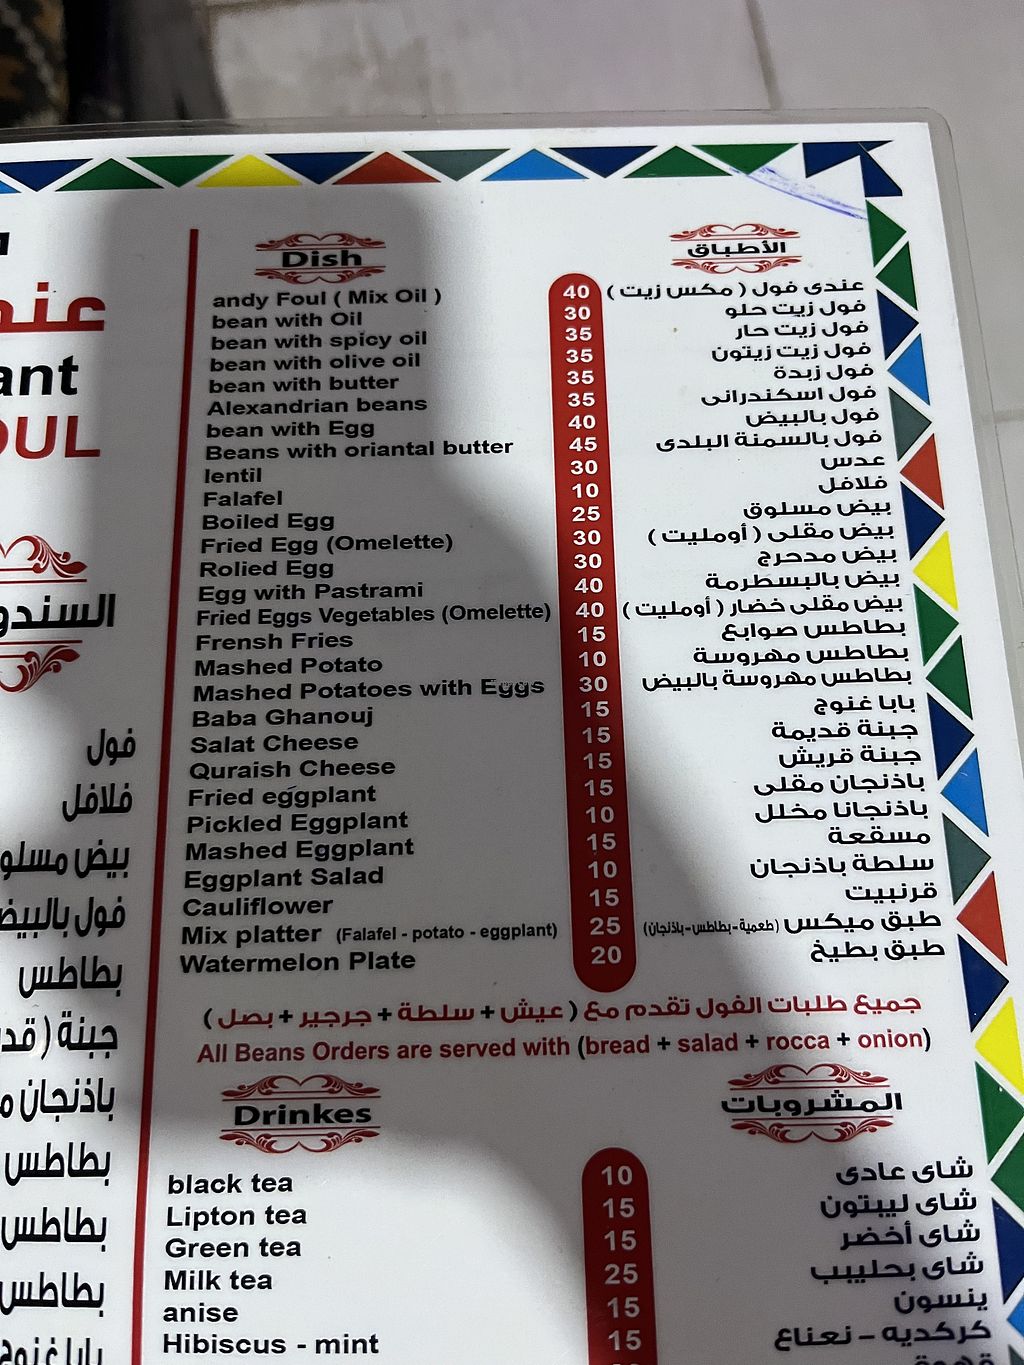 ant
OUL
فول
فلافل
بطاطس
بطاطس
بطاطس
بطاطس
Dish
الأطباق
andy Foul ( Mix Oil ) 40 عندى فول ( مكس زيت )
bean with Oil 30 فول زيت حلو
bean with spicy oil 35 فول زيت حار
bean with olive oil 35 فول زيت زيتون
bean with butter 35 فول زبدة
Alexandrian beans 35 فول اسكندرانى
bean with Egg 40 فول بالبيض
Beans with oriantal butter 45 فول بالسمنة البلدى
lentil 30 عدس
Falafel 10 فلافل
Boiled Egg 25 بيض مسلوق
Fried Egg (Omelette) 30 بيض مقلى ( أومليت )
Rolied Egg 30 بيض مدحرج
Egg with Pastrami 40 بيض بالبسطرمة
Fried Eggs Vegetables (Omelette) 40 بيض مقلى خضار ( أومليت )
Frensh Fries 15 بطاطس صوابع
Mashed Potato 10 بطاطس مهروسة
Mashed Potatoes with Eggs 30 بطاطس مهروسة بالبيض
Baba Ghanouj 15 بابا غنوج
Salat Cheese 15 جبنة قديمة
Quraish Cheese 15 جبنة قريش
Fried eggplant 15 باذنجان مقلى
Pickled Eggplant 10 باذنجانا مخلل
Mashed Eggplant 15 مسقعة
Eggplant Salad 10 سلطة باذنجان
Cauliflower 15 قرنبيت
Mix platter (Falafel - potato - eggplant) 25 طبق ميكس (طعمية-بطاطس-باذنجان)
Watermelon Plate 20 طبق بطيخ
جميع طلبات الفول تقدم مع ( عيش + سلطة + جرجير + بصل )
All Beans Orders are served with (bread + salad + rocca + onion)
Drinkes
المشروبات
black tea 10 شاى عادى
Lipton tea 15 شاى ليبتون
Green tea 15 شاى أخضر
Milk tea 25 شاى بحليب
anise 15 ينسون
Hibiscus - mint 15 كركديه - نعناع